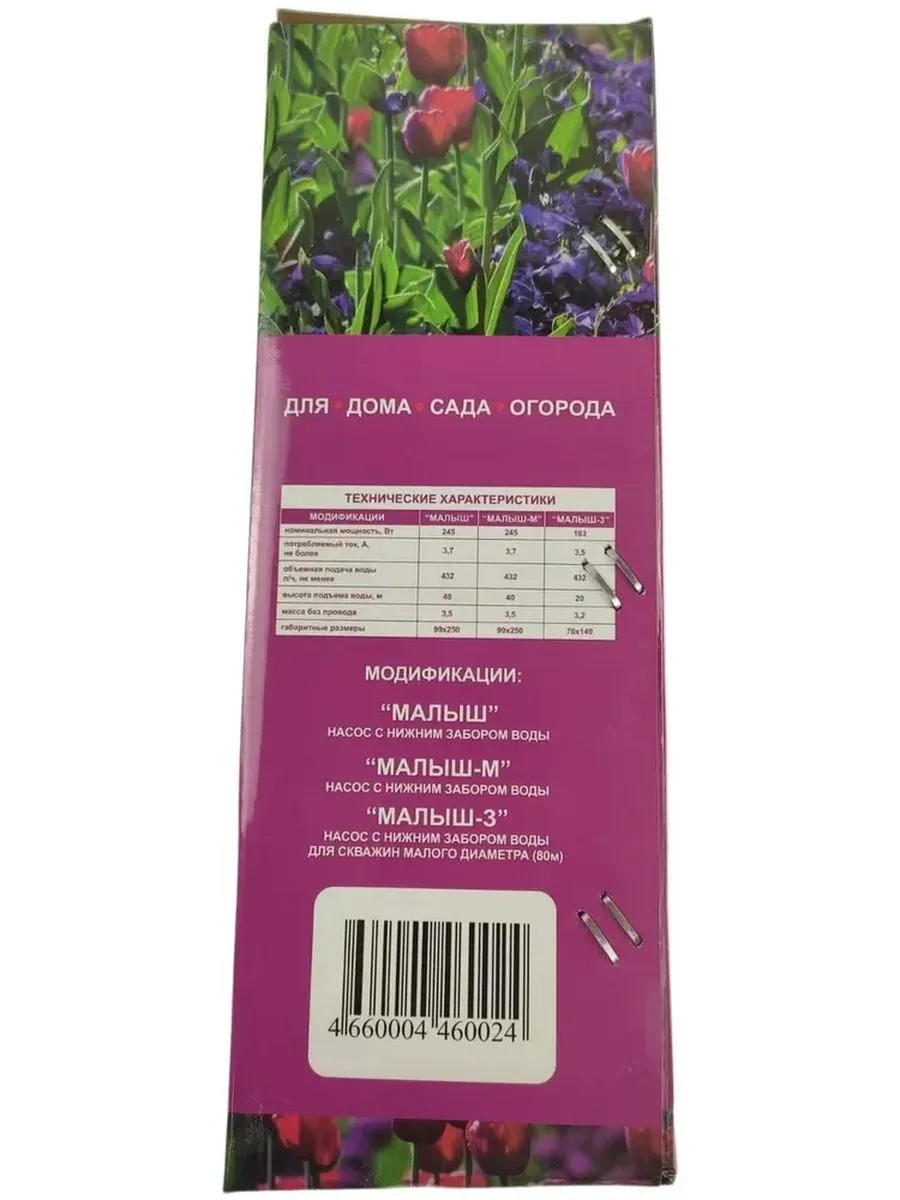 ДЛЯ • ДОМА • САДА • ОГОРОДА
ТЕХНИЧЕСКИЕ ХАРАКТЕРИСТИКИ
МОДИФИКАЦИИ "МАЛЫШ" "МАЛЫШ-М" "МАЛЫШ-3"
номинальная мощность, Вт 245 245 183
потребляемый ток, А,
не более 3,7 3,7 3,5
объемная подача воды
л/ч, не менее 432 432 432
высота подъема воды, м 40 40 20
масса без провода 3,5 3,5 3,2
габаритные размеры 99х250 99х250 78х149
МОДИФИКАЦИИ:
"МАЛЫШ"
НАСОС С НИЖНИМ ЗАБОРОМ ВОДЫ
"МАЛЫШ-М"
НАСОС С НИЖНИМ ЗАБОРОМ ВОДЫ
"МАЛЫШ-3"
НАСОС С НИЖНИМ ЗАБОРОМ ВОДЫ
ДЛЯ СКВАЖИН МАЛОГО ДИАМЕТРА (80м)
4 660004 460024